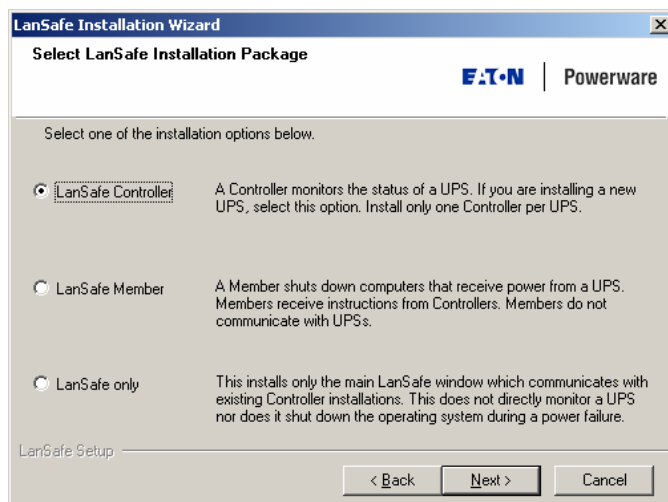 LanSafe Installation Wizard
Select LanSafe Installation Package
EATON | Powerware
Select one of the installation options below.
LanSafe Controller
A Controller monitors the status of a UPS. If you are installing a new
UPS, select this option. Install only one Controller per UPS.
LanSafe Member
A Member shuts down computers that receive power from a UPS.
Members receive instructions from Controllers. Members do not
communicate with UPSs.
LanSafe only
This installs only the main LanSafe window which communicates with
existing Controller installations. This does not directly monitor a UPS
nor does it shut down the operating system during a power failure.
LanSafe Setup
< Back
Next >
Cancel